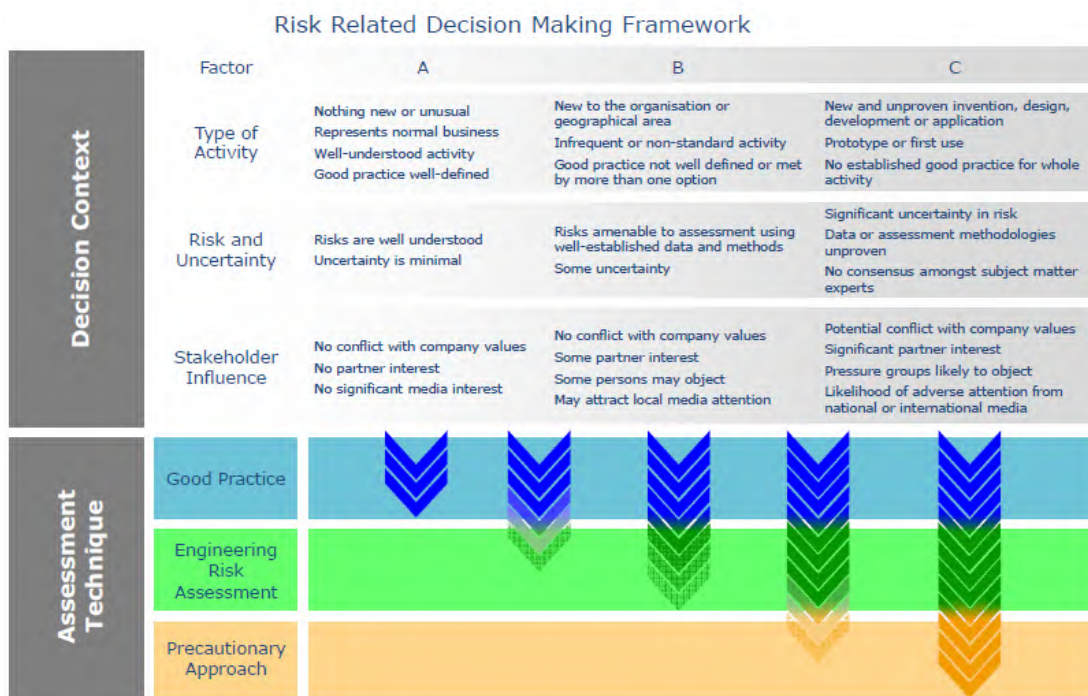 Risk Related Decision Making Framework
Decision Context
Factor
A
B
C
Type of
Activity
Nothing new or unusual
Represents normal business
Well-understood activity
Good practice well-defined
New to the organisation or
geographical area
Infrequent or non-standard activity
Good practice not well defined or met
by more than one option
New and unproven invention, design,
development or application
Prototype or first use
No established good practice for whole
activity
Risk and
Uncertainty
Risks are well understood
Uncertainty is minimal
Risks amenable to assessment using
well-established data and methods
Some uncertainty
Significant uncertainty in risk
Data or assessment methodologies
unproven
No consensus amongst subject matter
experts
Stakeholder
Influence
No conflict with company values
No partner interest
No significant media interest
No conflict with company values
Some partner interest
Some persons may object
May attract local media attention
Potential conflict with company values
Significant partner interest
Pressure groups likely to object
Likelihood of adverse attention from
national or international media
Assessment
Technique
Good Practice
Engineering
Risk
Assessment
Precautionary
Approach